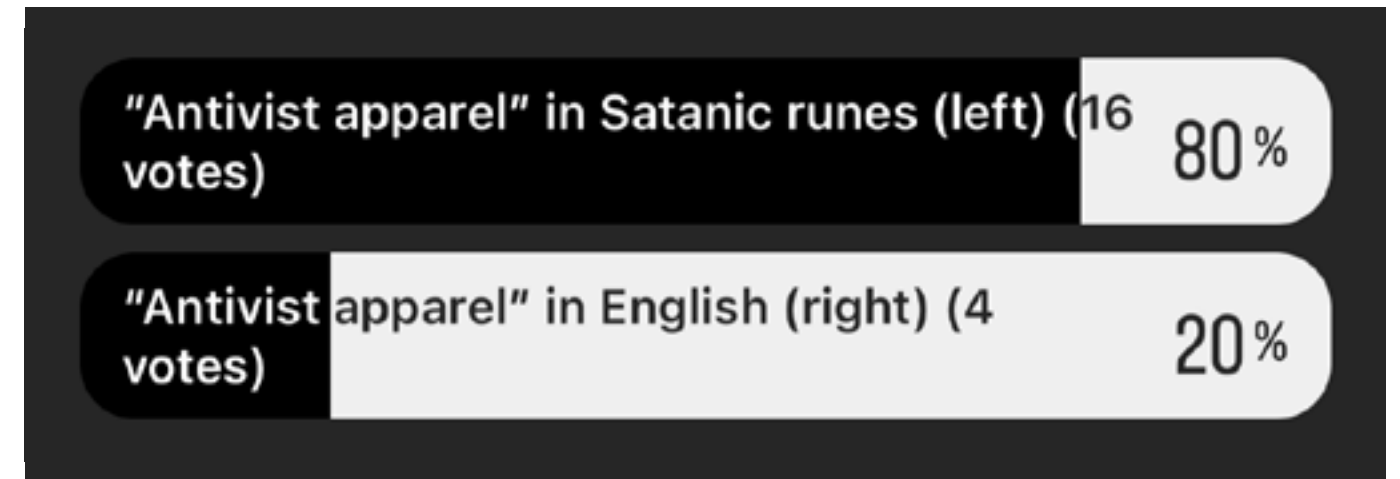 “Antivist apparel” in Satanic runes (left) (16
votes)
80%
“Antivist apparel” in English (right) (4
votes)
20%